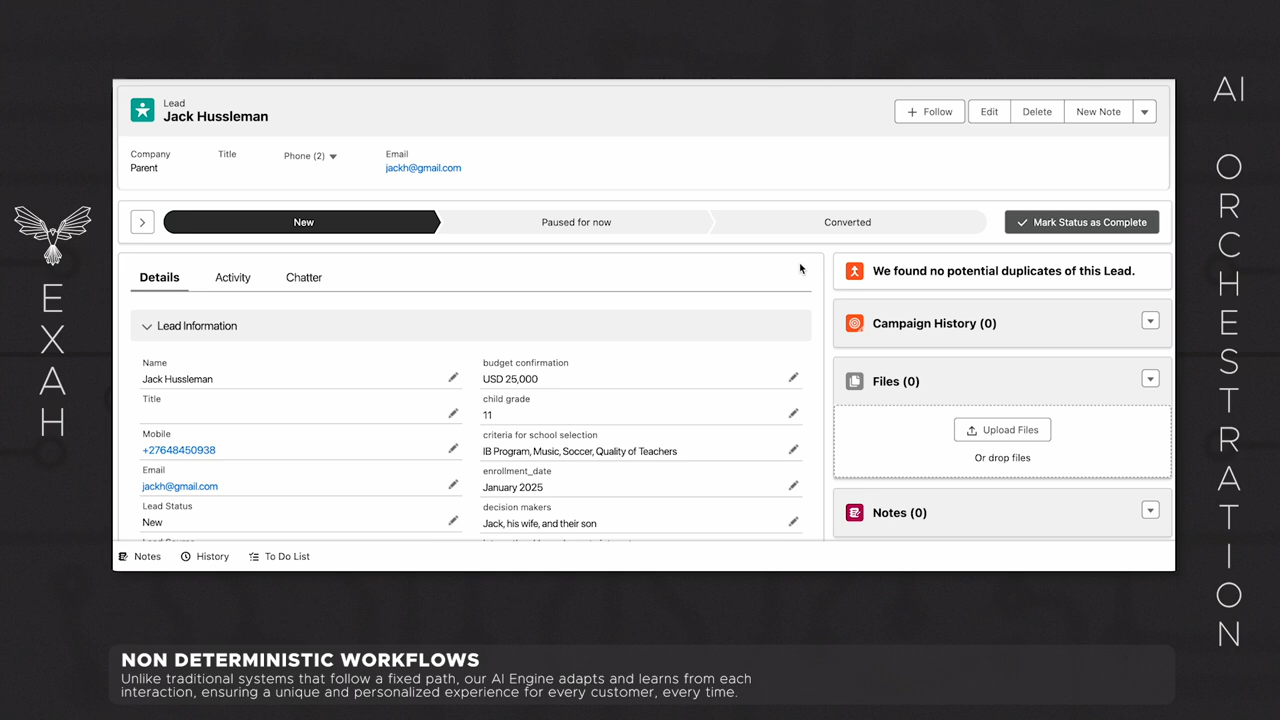 Lead
Jack Hussleman
Follow
Edit
Delete
New Note
Company
Title
Phone (2)
Email
Parent
jackh@gmail.com
New
Paused for now
Converted
Mark Status as Complete
Details
Activity
Chatter
Lead Information
Name
Jack Hussleman
Title
Mobile
+27648450938
Email
jackh@gmail.com
Lead Status
New
budget confirmation
USD 25,000
child grade
11
criteria for school selection
IB Program, Music, Soccer, Quality of Teachers
enrollment_date
January 2025
decision makers
Jack, his wife, and their son
We found no potential duplicates of this Lead.
Campaign History (0)
Files (0)
Upload Files
Or drop files
Notes (0)
Notes
History
To Do List
EXAH
AI ORCHESTRATION
NON DETERMINISTIC WORKFLOWS
Unlike traditional systems that follow a fixed path, our AI Engine adapts and learns from each
interaction, ensuring a unique and personalized experience for every customer, every time.